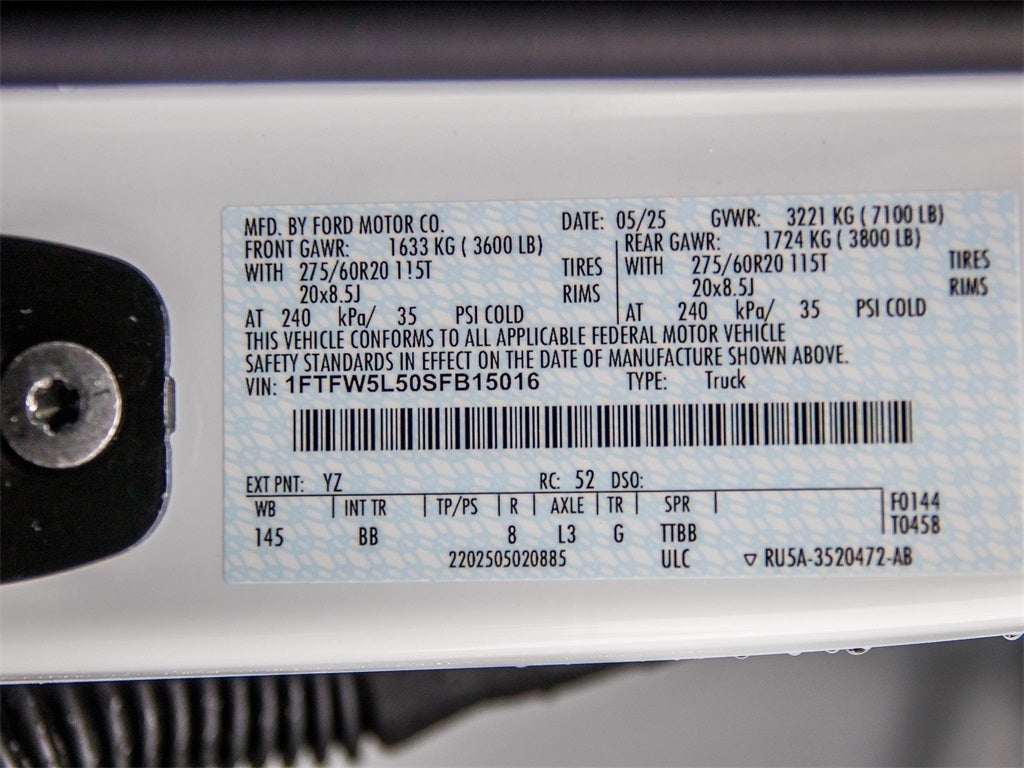 MFD. BY FORD MOTOR CO. DATE: 05/25 GVWR: 3221 KG ( 7100 LB)
FRONT GAWR: 1633 KG ( 3600 LB) REAR GAWR: 1724 KG ( 3800 LB)
WITH 275/60R20 115T TIRES WITH 275/60R20 115T TIRES
20x8.5J RIMS 20x8.5J RIMS
AT 240 kPa/ 35 PSI COLD AT 240 kPa/ 35 PSI COLD
THIS VEHICLE CONFORMS TO ALL APPLICABLE FEDERAL MOTOR VEHICLE
SAFETY STANDARDS IN EFFECT ON THE DATE OF MANUFACTURE SHOWN ABOVE.
VIN: 1FTFW5L50SFB15016 TYPE: Truck
EXT PNT: YZ RC: 52 DSO:
WB INT TR TP/PS R AXLE TR SPR F0144
145 BB 8 L3 G TTBB T0458
2202505020885 ULC ▽ RU5A-3520472-AB